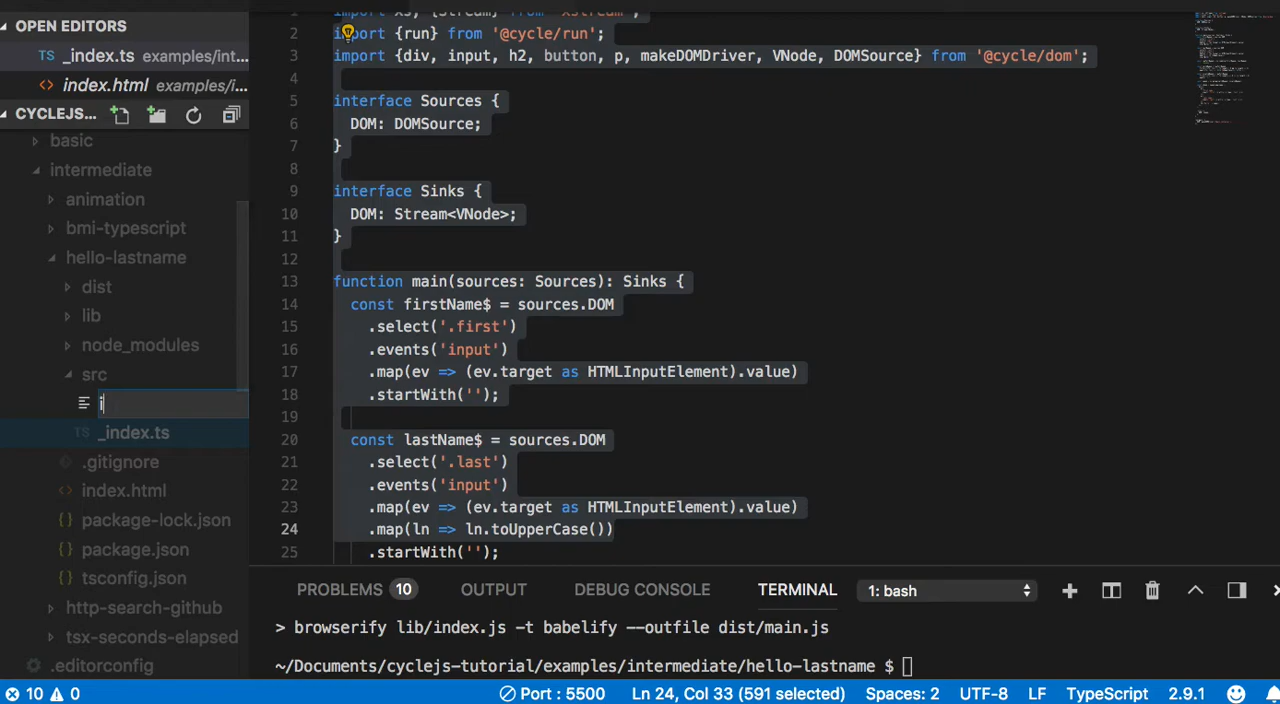 OPEN EDITORS
TS _index.ts examples/int...
<> index.html examples/i...
CYCLEJS...
basic
intermediate
animation
bmi-typescript
hello-lastname
dist
lib
node_modules
src
i
TS _index.ts
.gitignore
<> index.html
{} package-lock.json
{} package.json
{} tsconfig.json
http-search-github
tsx-seconds-elapsed
.editorconfig
1 import xs, {Stream} from 'xstream';
2 import {run} from '@cycle/run';
3 import {div, input, h2, button, p, makeDOMDriver, VNode, DOMSource} from '@cycle/dom';
4
5 interface Sources {
6 DOM: DOMSource;
7 }
8
9 interface Sinks {
10 DOM: Stream<VNode>;
11 }
12
13 function main(sources: Sources): Sinks {
14 const firstName$ = sources.DOM
15 .select('.first')
16 .events('input')
17 .map(ev => (ev.target as HTMLInputElement).value)
18 .startWith('');
19
20 const lastName$ = sources.DOM
21 .select('.last')
22 .events('input')
23 .map(ev => (ev.target as HTMLInputElement).value)
24 .map(ln => ln.toUpperCase())
25 .startWith('');
PROBLEMS 10 OUTPUT DEBUG CONSOLE TERMINAL 1: bash
> browserify lib/index.js -t babelify --outfile dist/main.js
~/Documents/cyclejs-tutorial/examples/intermediate/hello-lastname $
10 0 Port : 5500 Ln 24, Col 33 (591 selected) Spaces: 2 UTF-8 LF TypeScript 2.9.1